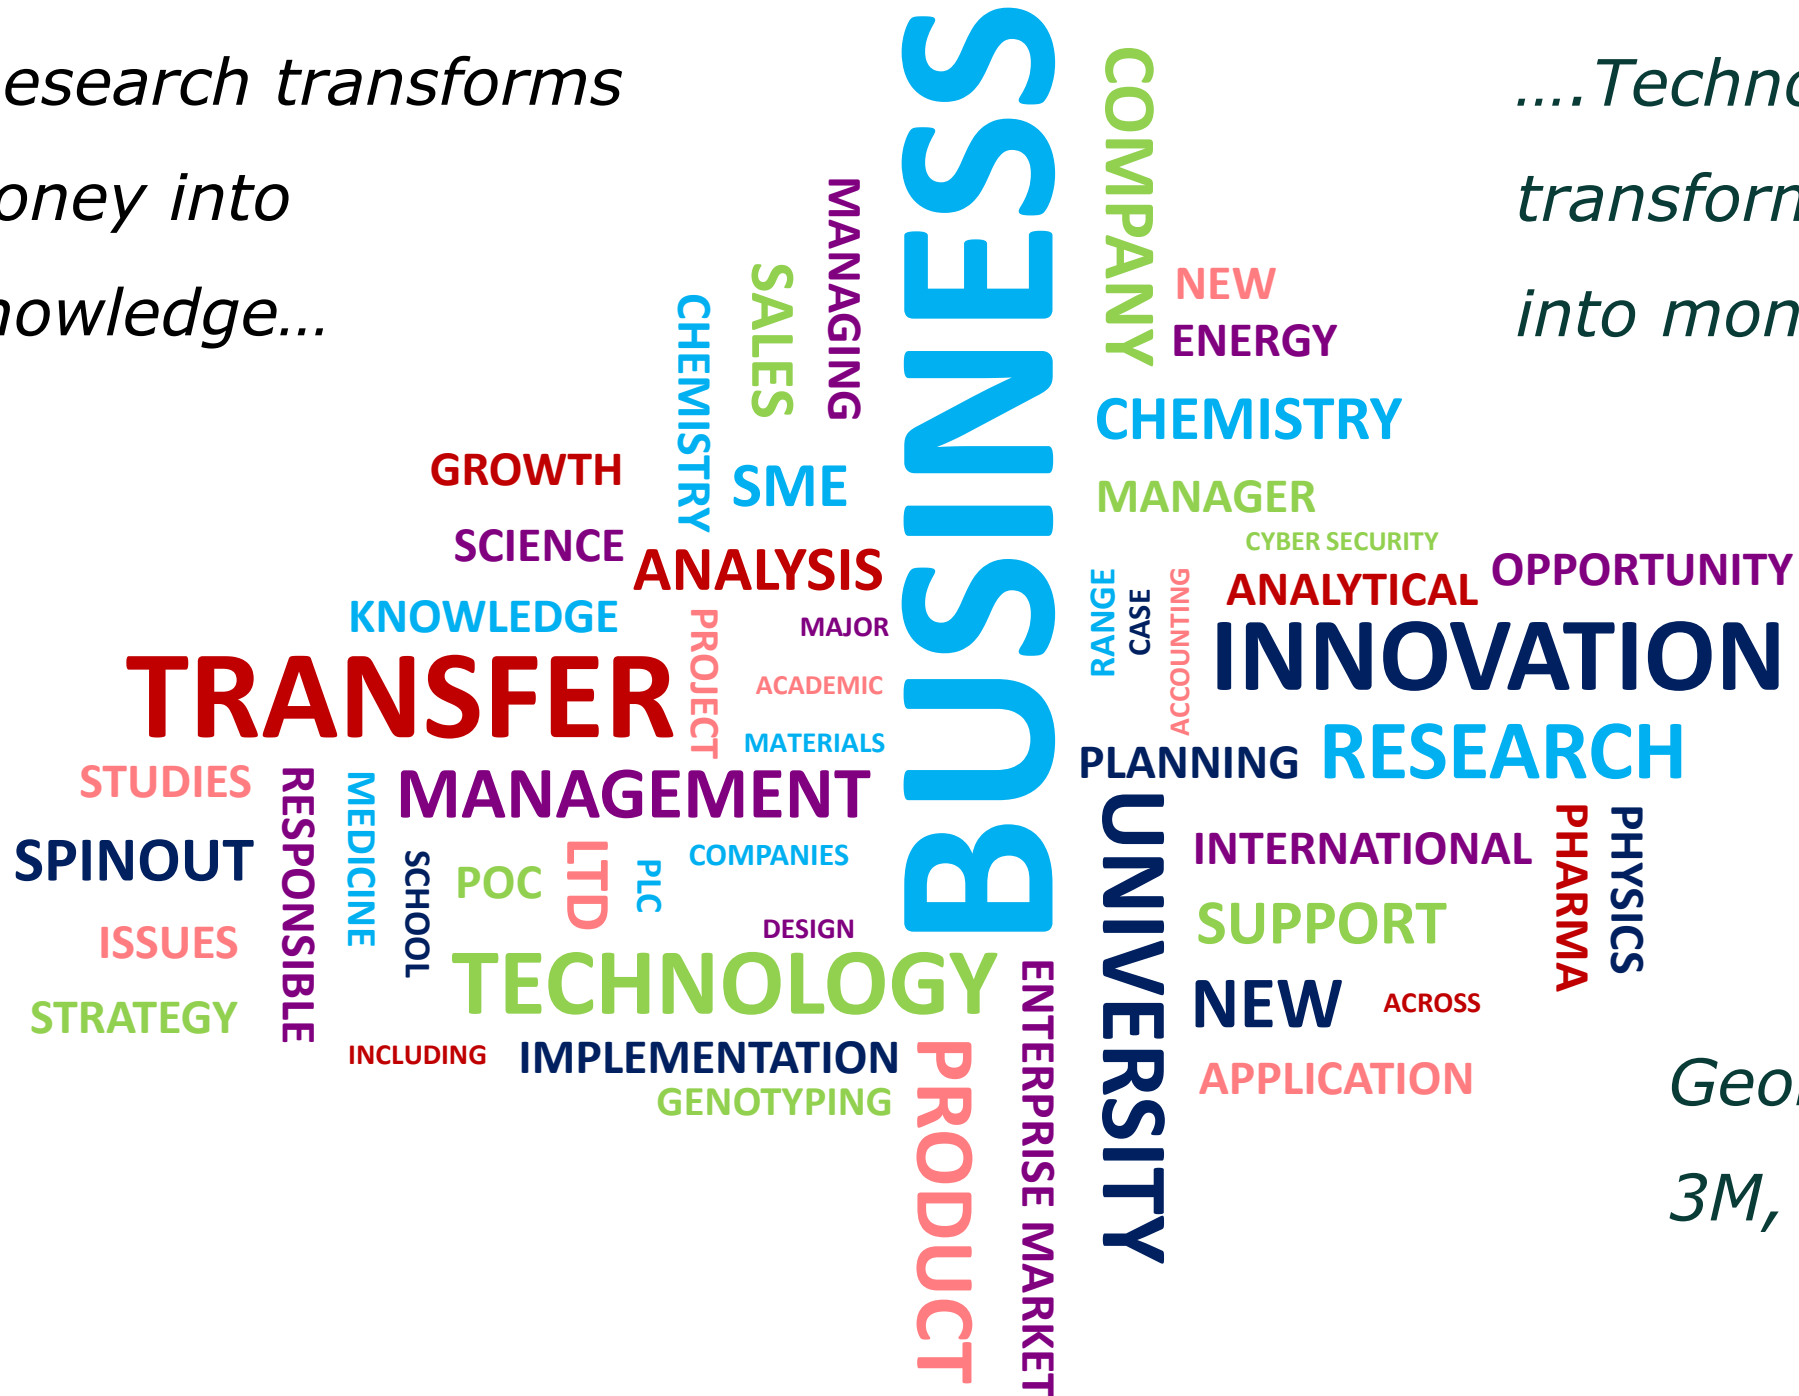 esearch transforms
oney into
nowledge…
….Techno
transforn
into mon
BUSINESS
COMPANY
MANAGING
SALES
CHEMISTRY
NEW
ENERGY
CHEMISTRY
GROWTH
SME
MANAGER
SCIENCE
ANALYSIS
CYBER SECURITY
OPPORTUNITY
KNOWLEDGE
PROJECT
MAJOR
RANGE
CASE
ACCOUNTING
ANALYTICAL
INNOVATION
TRANSFER
ACADEMIC
MATERIALS
PLANNING
RESEARCH
STUDIES
RESPONSIBLE
MEDICINE
MANAGEMENT
UNIVERSITY
INTERNATIONAL
PHARMA
PHYSICS
SPINOUT
SCHOOL
POC
LTD
PLC
COMPANIES
SUPPORT
ISSUES
DESIGN
TECHNOLOGY
ENTERPRISE MARKET
NEW
ACROSS
STRATEGY
INCLUDING
IMPLEMENTATION
PRODUCT
APPLICATION
GENOTYPING
Geo
3M,